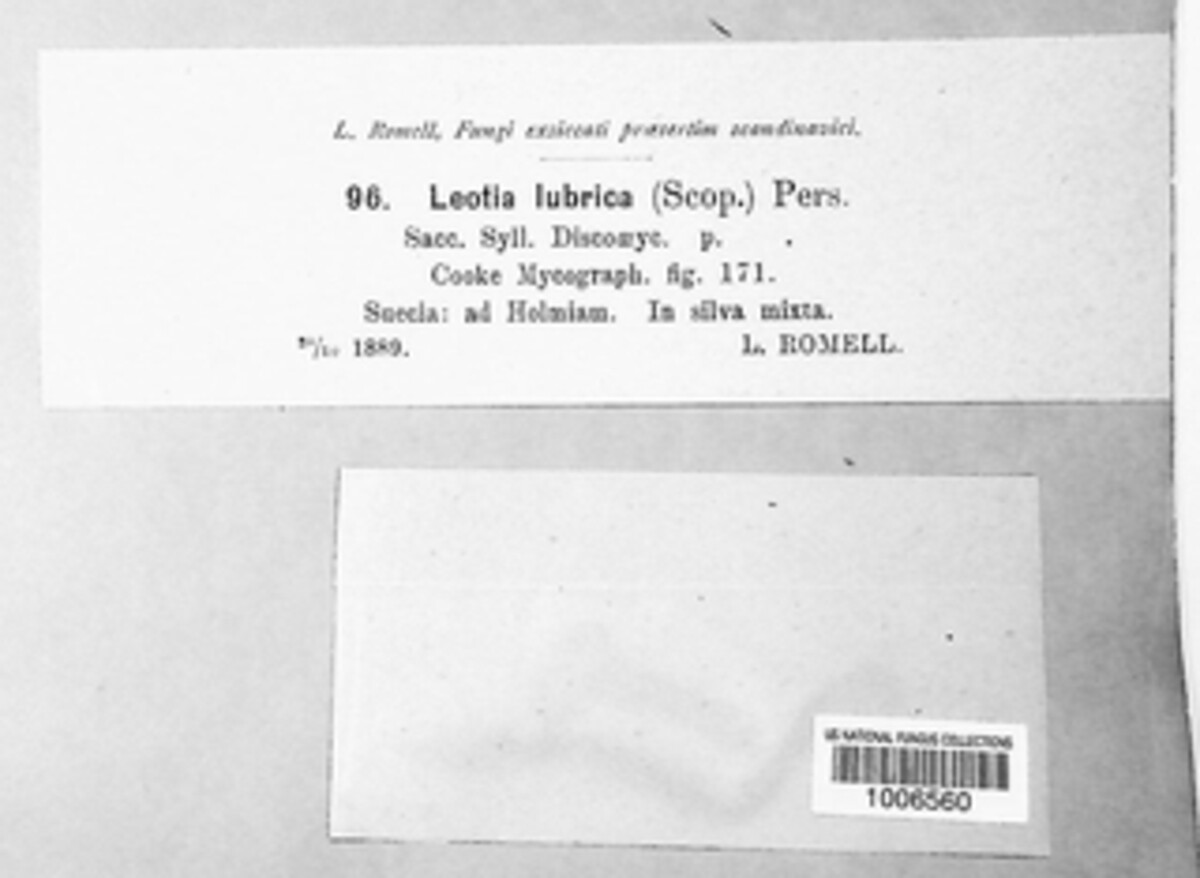 L. Romell, Fungi exsiccati præsertim scandinavici.
96. Leotia lubrica (Scop.) Pers.
Sacc. Syll. Discomyc. p. .
Cooke Mycograph. fig. 171.
Suecia: ad Holmiam. In silva mixta.
1889. L. ROMELL.
US NATIONAL FUNGUS COLLECTIONS
1006560